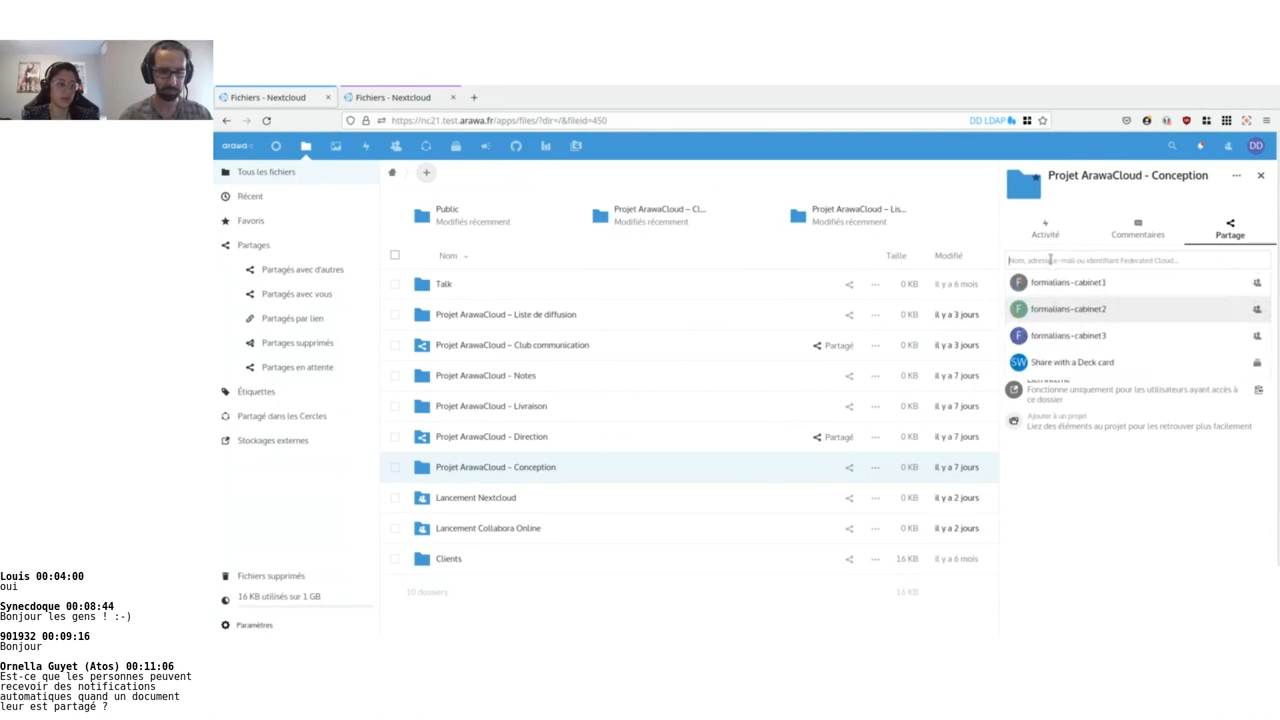 Fichiers - Nextcloud
Fichiers - Nextcloud
https://nc21.test.arawa.fr/apps/files/?dir=/&fileid=450
DD LDAP
arawa
DD
Tous les fichiers
Récent
Favoris
Partages
Partagés avec d'autres
Partagés avec vous
Partagés par lien
Partages supprimés
Partages en attente
Étiquettes
Partagé dans les Cercles
Stockages externes
Fichiers supprimés
16 KB utilisés sur 1 GB
Paramètres
Public
Modifiés récemment
Projet ArawaCloud – Cl...
Modifiés récemment
Projet ArawaCloud – Lis...
Modifiés récemment
Nom
Taille
Modifié
Talk
0 KB
il y a 6 mois
Projet ArawaCloud – Liste de diffusion
0 KB
il y a 3 jours
Projet ArawaCloud – Club communication
Partagé
0 KB
il y a 3 jours
Projet ArawaCloud – Notes
0 KB
il y a 7 jours
Projet ArawaCloud – Livraison
0 KB
il y a 7 jours
Projet ArawaCloud – Direction
Partagé
0 KB
il y a 7 jours
Projet ArawaCloud – Conception
0 KB
il y a 7 jours
Lancement Nextcloud
0 KB
il y a 2 jours
Lancement Collabora Online
0 KB
il y a 2 jours
Clients
16 KB
il y a 6 mois
10 dossiers
16 KB
Projet ArawaCloud - Conception
Activité
Commentaires
Partage
Nom, adresse e-mail ou identifiant Federated Cloud...
F
formalians-cabinet1
F
formalians-cabinet2
F
formalians-cabinet3
SW
Share with a Deck card
Fonctionne uniquement pour les utilisateurs ayant accès à
ce dossier
Ajouter à un projet
Liez des éléments au projet pour les retrouver plus facilement
Louis 00:04:00
oui
Synecdoque 00:08:44
Bonjour les gens ! :-)
901932 00:09:16
Bonjour
Ornella Guyet (Atos) 00:11:06
Est-ce que les personnes peuvent
recevoir des notifications
automatiques quand un document
leur est partagé ?